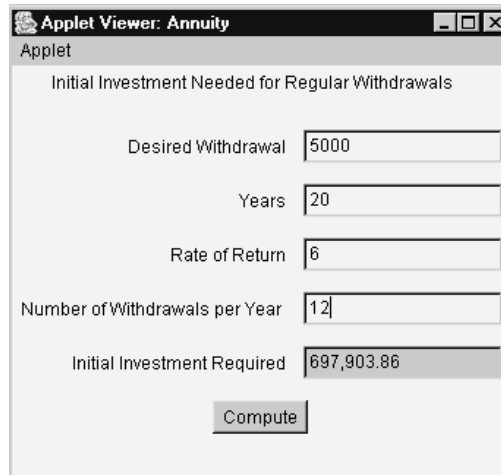 Applet Viewer: Annuity
Applet
Initial Investment Needed for Regular Withdrawals
Desired Withdrawal 5000
Years 20
Rate of Return 6
Number of Withdrawals per Year 12
Initial Investment Required 697,903.86
Compute